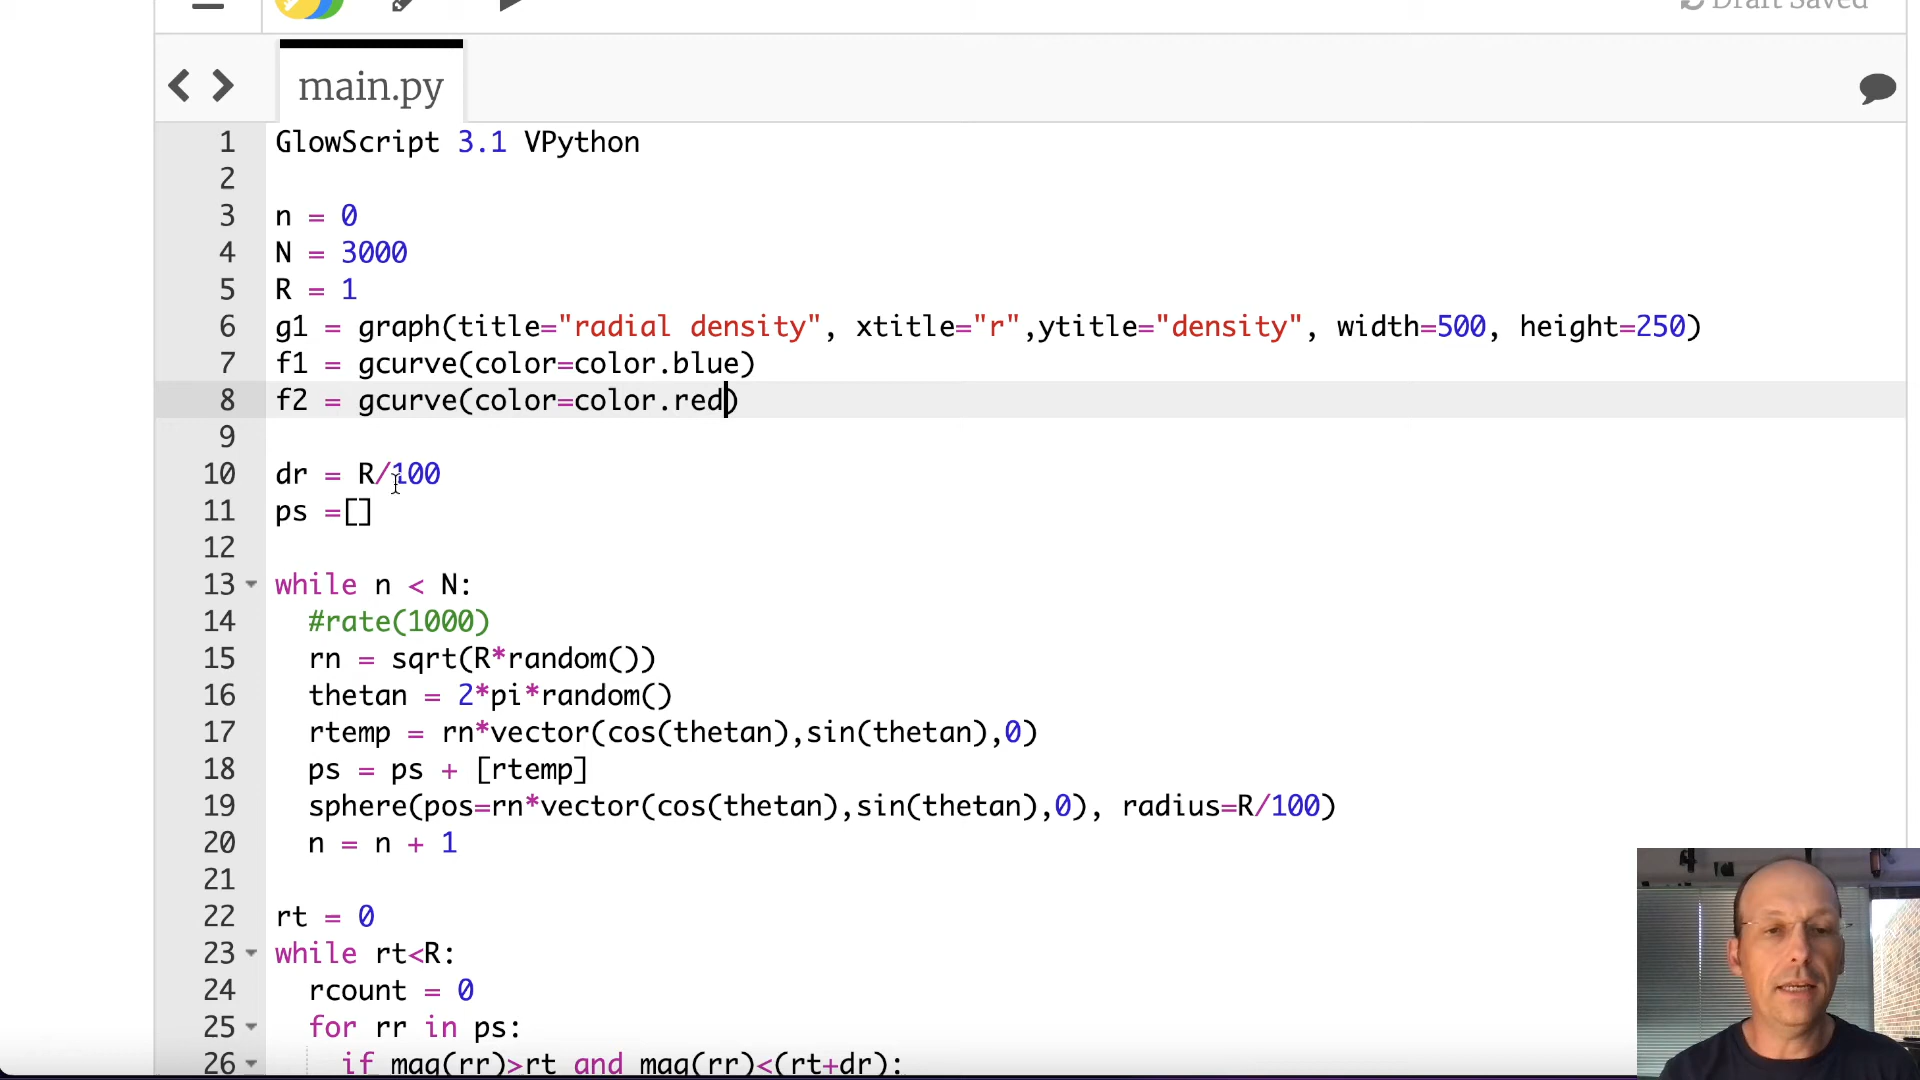 Draft Saved
main.py
1 GlowScript 3.1 VPython
2
3 n = 0
4 N = 3000
5 R = 1
6 g1 = graph(title="radial density", xtitle="r",ytitle="density", width=500, height=250)
7 f1 = gcurve(color=color.blue)
8 f2 = gcurve(color=color.red)
9
10 dr = R/100
11 ps =[]
12
13 while n < N:
14 #rate(1000)
15 rn = sqrt(R*random())
16 thetan = 2*pi*random()
17 rtemp = rn*vector(cos(thetan),sin(thetan),0)
18 ps = ps + [rtemp]
19 sphere(pos=rn*vector(cos(thetan),sin(thetan),0), radius=R/100)
20 n = n + 1
21
22 rt = 0
23 while rt<R:
24 rcount = 0
25 for rr in ps:
26 if mag(rr)>rt and mag(rr)<(rt+dr):